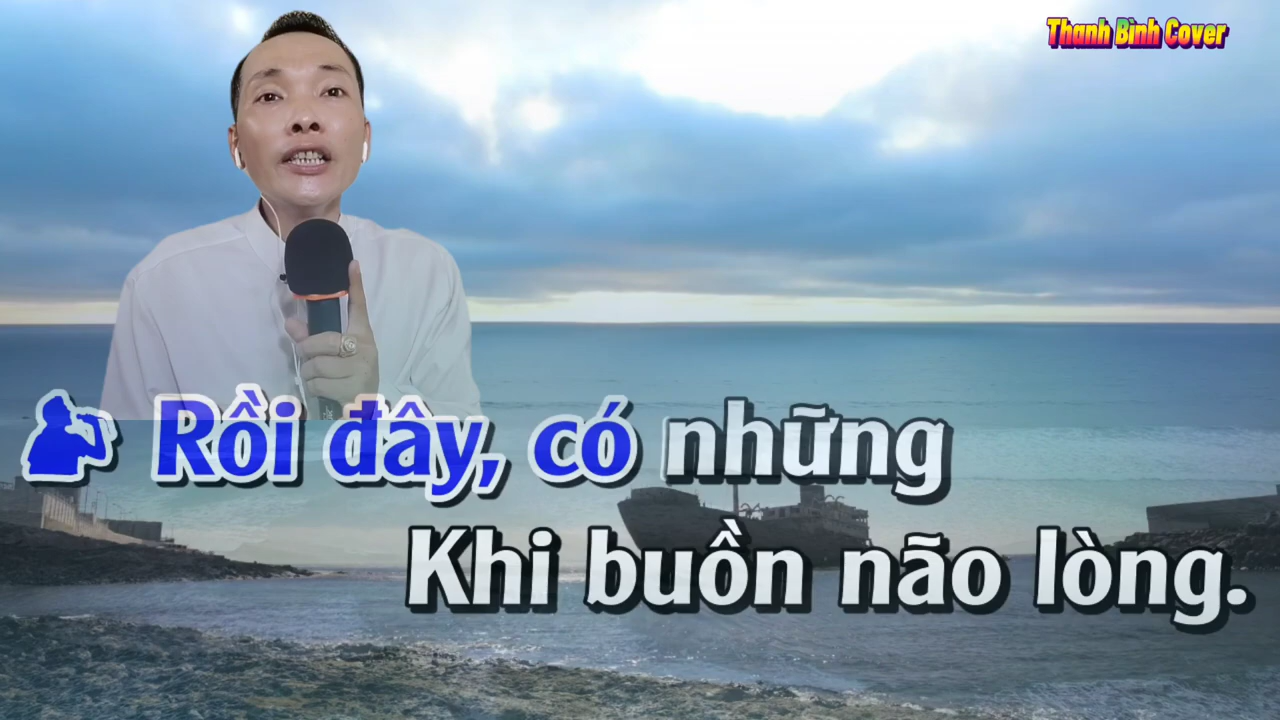 Thanh Bình Cover
Rồi đây, có những
Khi buồn não lòng.